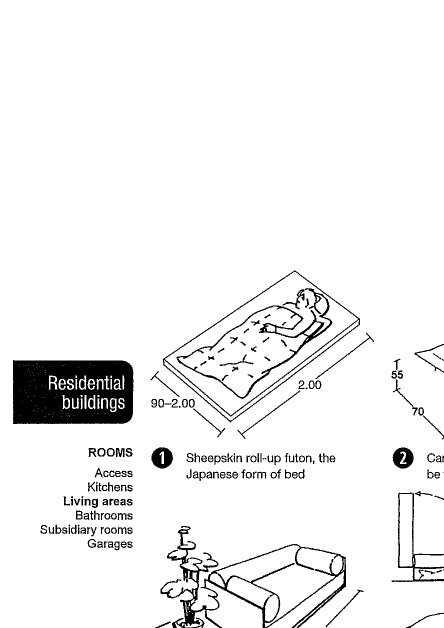 Residential
buildings
ROOMS
Access
Kitchens
Living areas
Bathrooms
Subsidiary rooms
Garages
90–2.00
2.00
1 Sheepskin roll-up futon, the
Japanese form of bed
55
70
2 Car
be